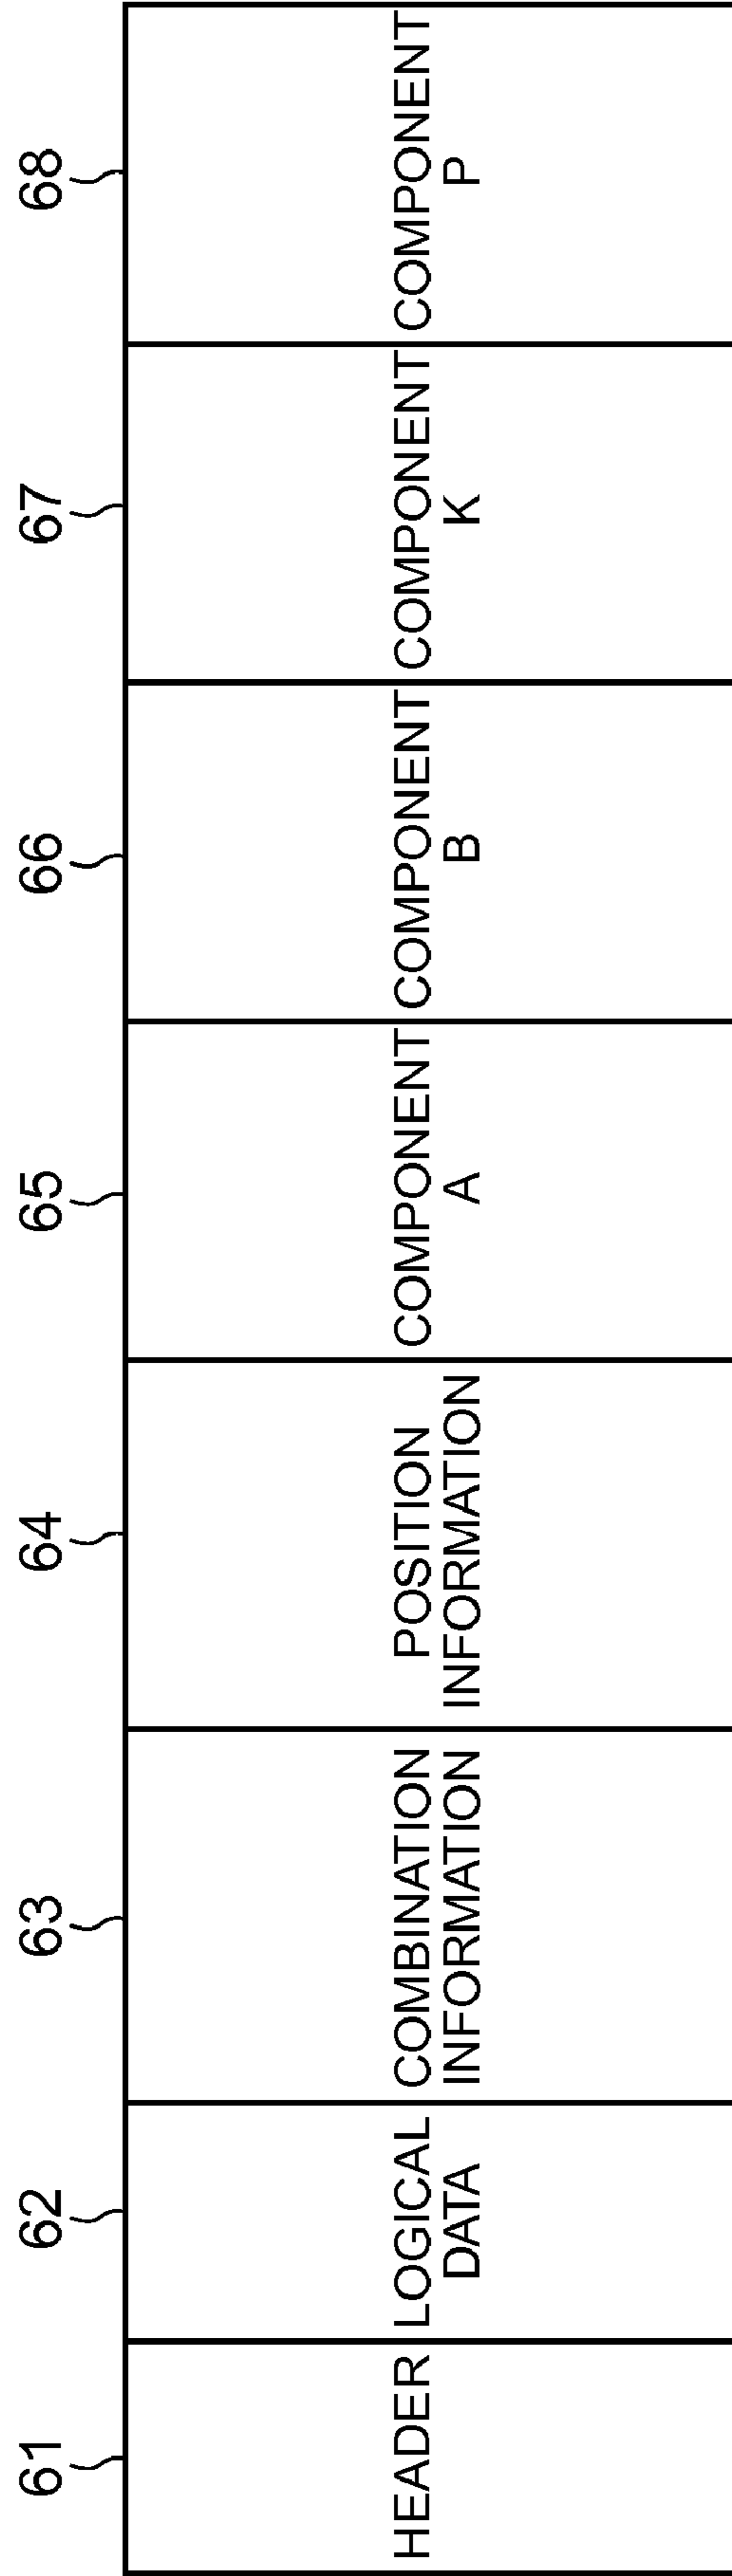 61
62
63
64
65
66
67
68
HEADER
LOGICAL
DATA
COMBINATION
INFORMATION
POSITION
INFORMATION
COMPONENT
A
COMPONENT
B
COMPONENT
K
COMPONENT
P